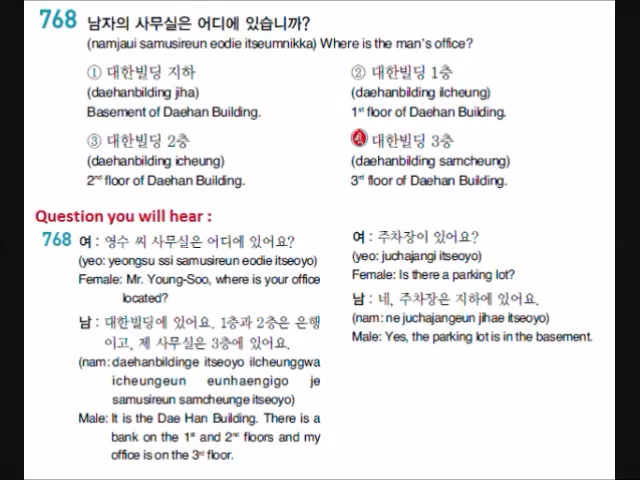 768 남자의 사무실은 어디에 있습니까?
(namjaui samusireun eodie itseumnikka) Where is the man's office?
① 대한빌딩 지하
(daehanbilding jiha)
Basement of Daehan Building.
② 대한빌딩 1층
(daehanbilding ilcheung)
1st floor of Daehan Building.
③ 대한빌딩 2층
(daehanbilding icheung)
2nd floor of Daehan Building.
④ 대한빌딩 3층
(daehanbilding samcheung)
3rd floor of Daehan Building.
Question you will hear :
768 여 : 영수 씨 사무실은 어디에 있어요?
(yeo: yeongsu ssi samusireun eodie itseoyo)
Female: Mr. Young-Soo, where is your office
located?
남 : 대한빌딩에 있어요. 1층과 2층은 은행
이고, 제 사무실은 3층에 있어요.
(nam: daehanbildinge itseoyo ilcheunggwa
icheungeun eunhaengigo je
samusireun samcheunge itseoyo)
Male: It is the Dae Han Building. There is a
bank on the 1st and 2nd floors and my
office is on the 3rd floor.
여 : 주차장이 있어요?
(yeo: juchajangi itseoyo)
Female: Is there a parking lot?
남 : 네, 주차장은 지하에 있어요.
(nam: ne juchajangeun jihae itseoyo)
Male: Yes, the parking lot is in the basement.